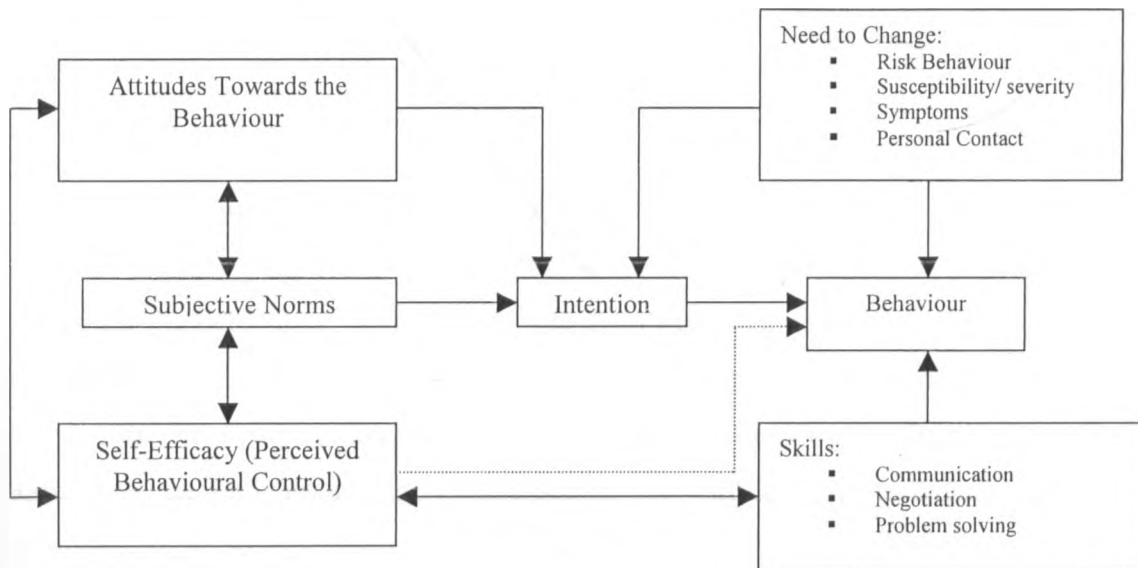 Attitudes Towards the
Behaviour
Need to Change:
▪ Risk Behaviour
▪ Susceptibility/ severity
▪ Symptoms
▪ Personal Contact
Subjective Norms
Intention
Behaviour
Self-Efficacy (Perceived
Behavioural Control)
Skills:
▪ Communication
▪ Negotiation
▪ Problem solving